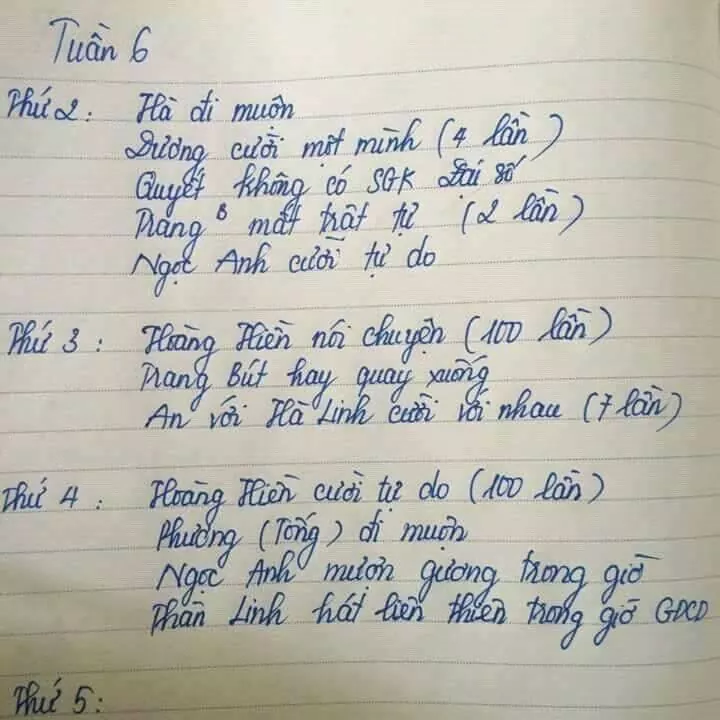 Tuần 6
Thứ 2: Hà đi muộn
Dương cười một mình (4 lần)
Quyết không có SGK Đại số
Trang B mất trật tự (2 lần)
Ngọc Anh cười tự do
Thứ 3: Hoàng Hiền nói chuyện (100 lần)
Trang Bút hay quay xuống
An với Hà Linh cười với nhau (7 lần)
Thứ 4: Hoàng Hiền cười tự do (100 lần)
Phương (Tống) đi muộn
Ngọc Anh mượn gương trong giờ
Phan Linh hát liên thiên trong giờ GDCD
Thứ 5: